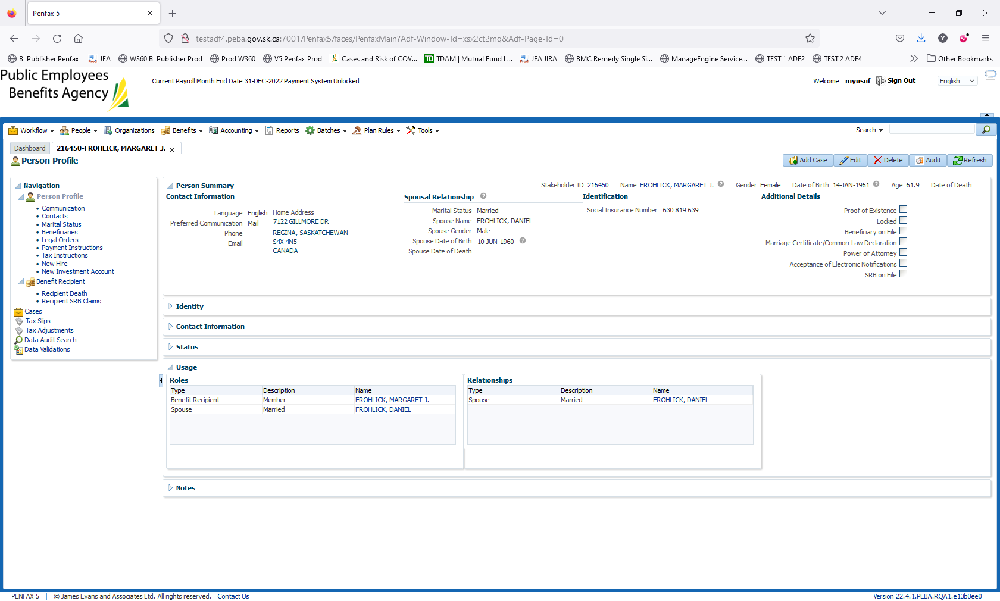 Penfax 5
testadf4.peba.gov.sk.ca:7001/Penfax5/faces/PenfaxMain?Adf-Window-Id=xsx2ct2mq&Adf-Page-Id=0
BI Publisher Penfax JEA W360 BI Publisher Prod Prod W360 V5 Penfax Prod Cases and Risk of COV... TD TDAM | Mutual Fund L... JEA JIRA BMC Remedy Single Si... ManageEngine Service... TEST 1 ADF2 TEST 2 ADF4 Other Bookmarks
Public Employees
Benefits Agency
Current Payroll Month End Date 31-DEC-2022 Payment System Unlocked
Welcome myusuf Sign Out English
Workflow People Organizations Benefits Accounting Reports Batches Plan Rules Tools Search
Dashboard 216450-FROHLICK, MARGARET J.
Person Profile
Add Case Edit Delete Audit Refresh
Navigation
Person Profile
Communication
Contacts
Marital Status
Beneficiaries
Legal Orders
Payment Instructions
Tax Instructions
New Hire
New Investment Account
Benefit Recipient
Recipient Death
Recipient SRB Claims
Cases
Tax Slips
Tax Adjustments
Data Audit Search
Data Validations
Person Summary
Stakeholder ID 216450 Name FROHLICK, MARGARET J. Gender Female Date of Birth 14-JAN-1961 Age 61.9 Date of Death
Contact Information
Language English
Preferred Communication Mail
Phone
Email
Home Address
7122 GILLMORE DR
REGINA, SASKATCHEWAN
S4X 4N5
CANADA
Spousal Relationship
Marital Status Married
Spouse Name FROHLICK, DANIEL
Spouse Gender Male
Spouse Date of Birth 10-JUN-1960
Spouse Date of Death
Identification
Social Insurance Number 630 819 639
Additional Details
Proof of Existence
Locked
Beneficiary on File
Marriage Certificate/Common-Law Declaration
Power of Attorney
Acceptance of Electronic Notifications
SRB on File
Identity
Contact Information
Status
Usage
Roles
Type Description Name
Benefit Recipient Member FROHLICK, MARGARET J.
Spouse Married FROHLICK, DANIEL
Relationships
Type Description Name
Spouse Married FROHLICK, DANIEL
Notes
PENFAX 5 | © James Evans and Associates Ltd. All rights reserved. Contact Us
Version 22.4.1.PEBA.RQA1.e13b0ee0